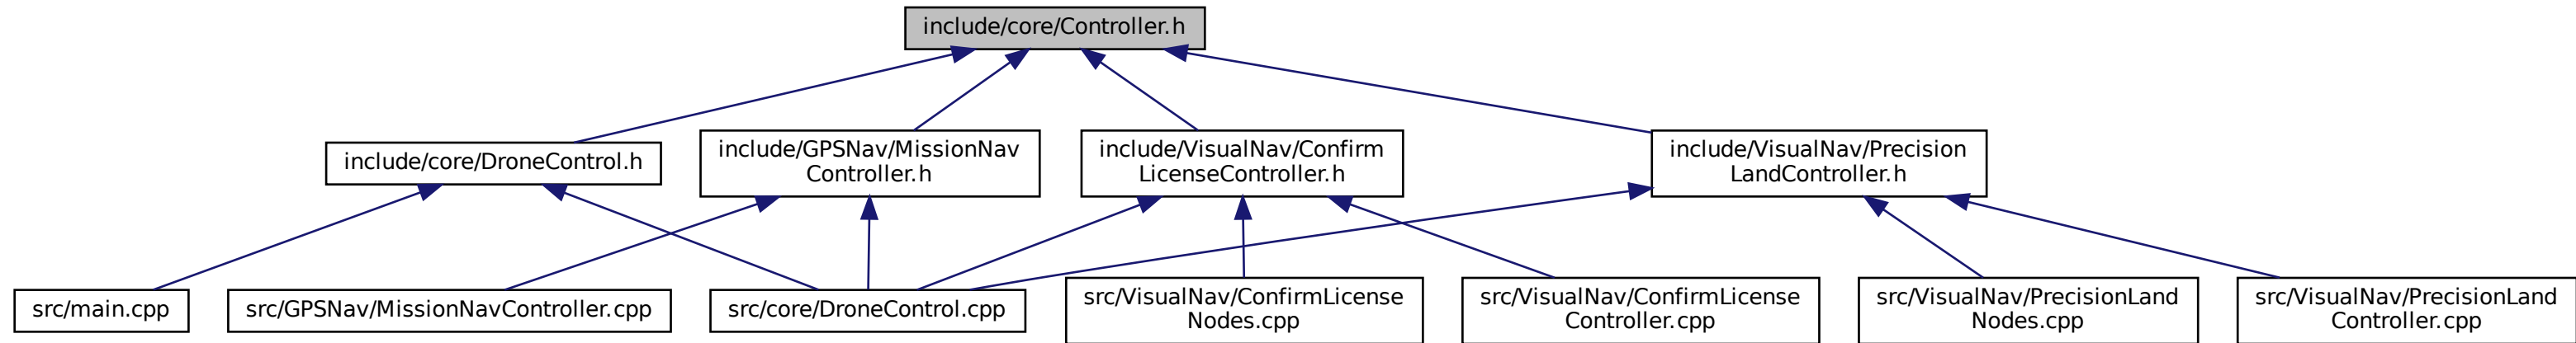 include/core/Controller.h
include/core/DroneControl.h
include/GPSNav/MissionNav
Controller.h
include/VisualNav/Confirm
LicenseController.h
include/VisualNav/Precision
LandController.h
src/main.cpp
src/GPSNav/MissionNavController.cpp
src/core/DroneControl.cpp
src/VisualNav/ConfirmLicense
Nodes.cpp
src/VisualNav/ConfirmLicense
Controller.cpp
src/VisualNav/PrecisionLand
Nodes.cpp
src/VisualNav/PrecisionLand
Controller.cpp